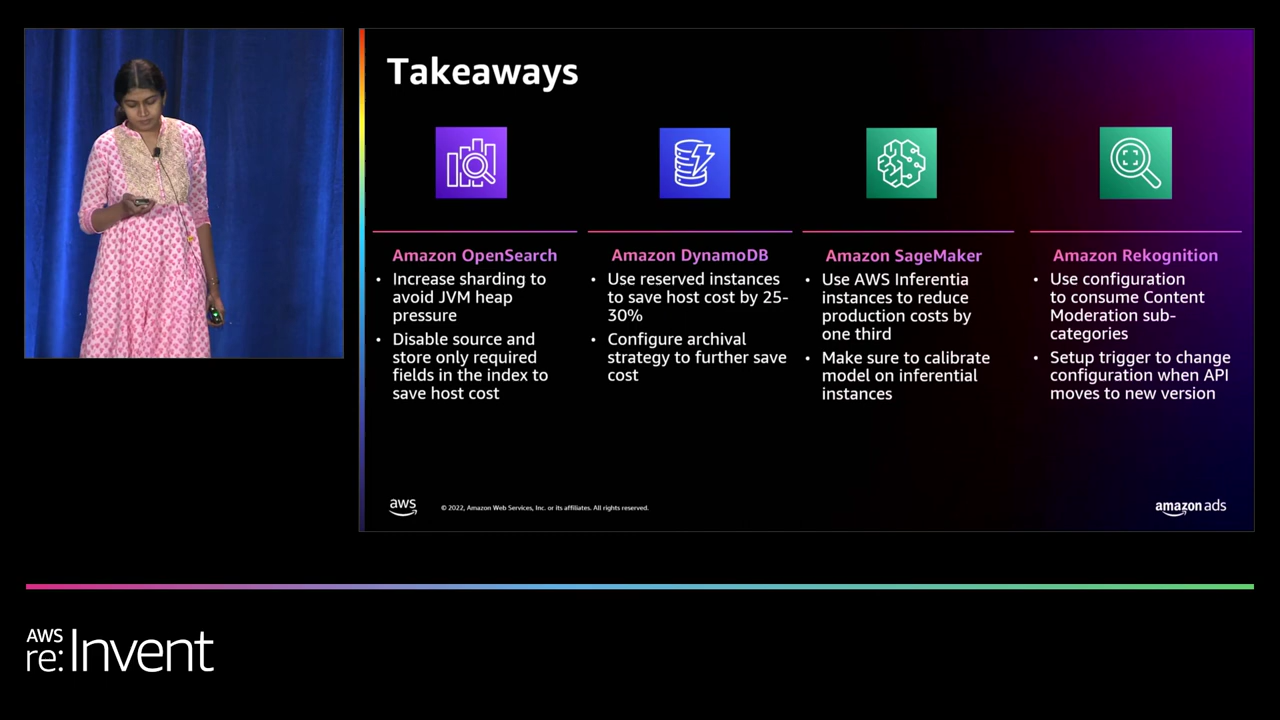 Takeaways
Amazon OpenSearch
• Increase sharding to
avoid JVM heap
pressure
• Disable source and
store only required
fields in the index to
save host cost
Amazon DynamoDB
• Use reserved instances
to save host cost by 25-
30%
• Configure archival
strategy to further save
cost
Amazon SageMaker
• Use AWS Inferentia
instances to reduce
production costs by
one third
• Make sure to calibrate
model on inferential
instances
Amazon Rekognition
• Use configuration
to consume Content
Moderation sub-
categories
• Setup trigger to change
configuration when API
moves to new version
aws
© 2022, Amazon Web Services, Inc. or its affiliates. All rights reserved.
amazon ads
AWS
re:Invent